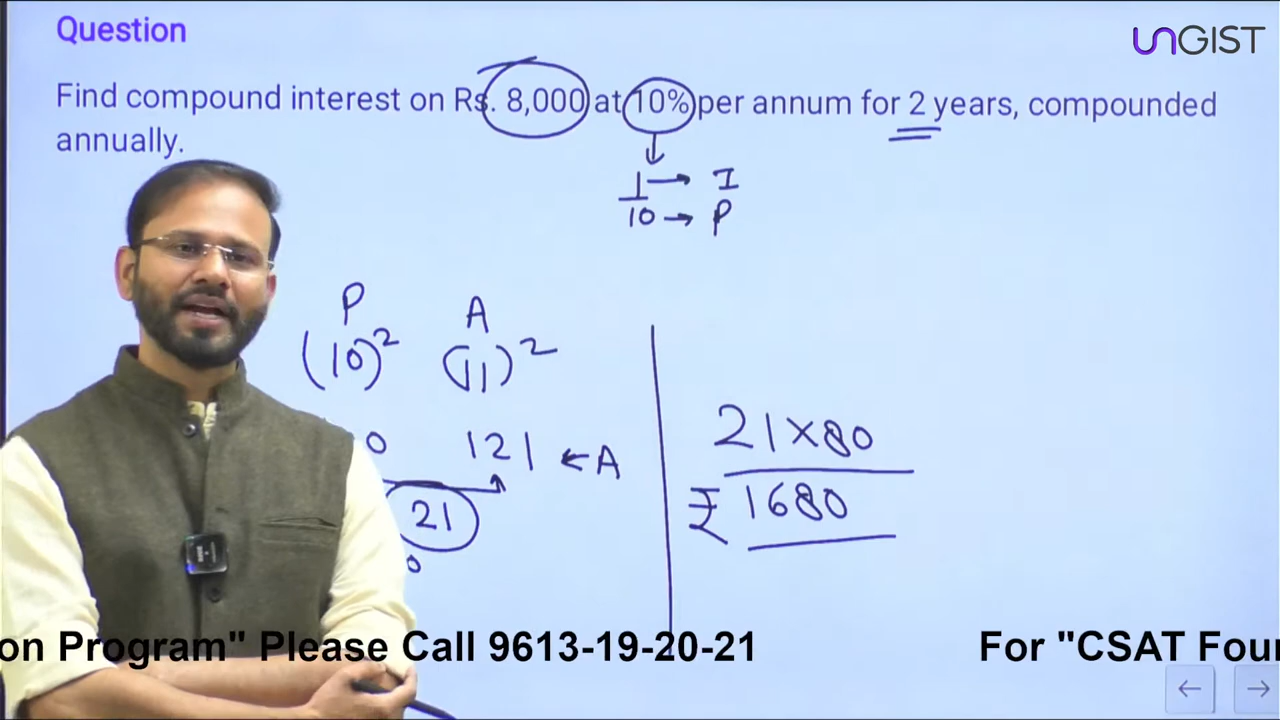 Question
UNGIST
Find compound interest on Rs. 8,000 at 10% per annum for 2 years, compounded
annually.
1 → I
10 → P
P A
(10)² (11)²
0 121 ← A
21
0
21×80
₹ 1680
on Program" Please Call 9613-19-20-21 For "CSAT Four
← →